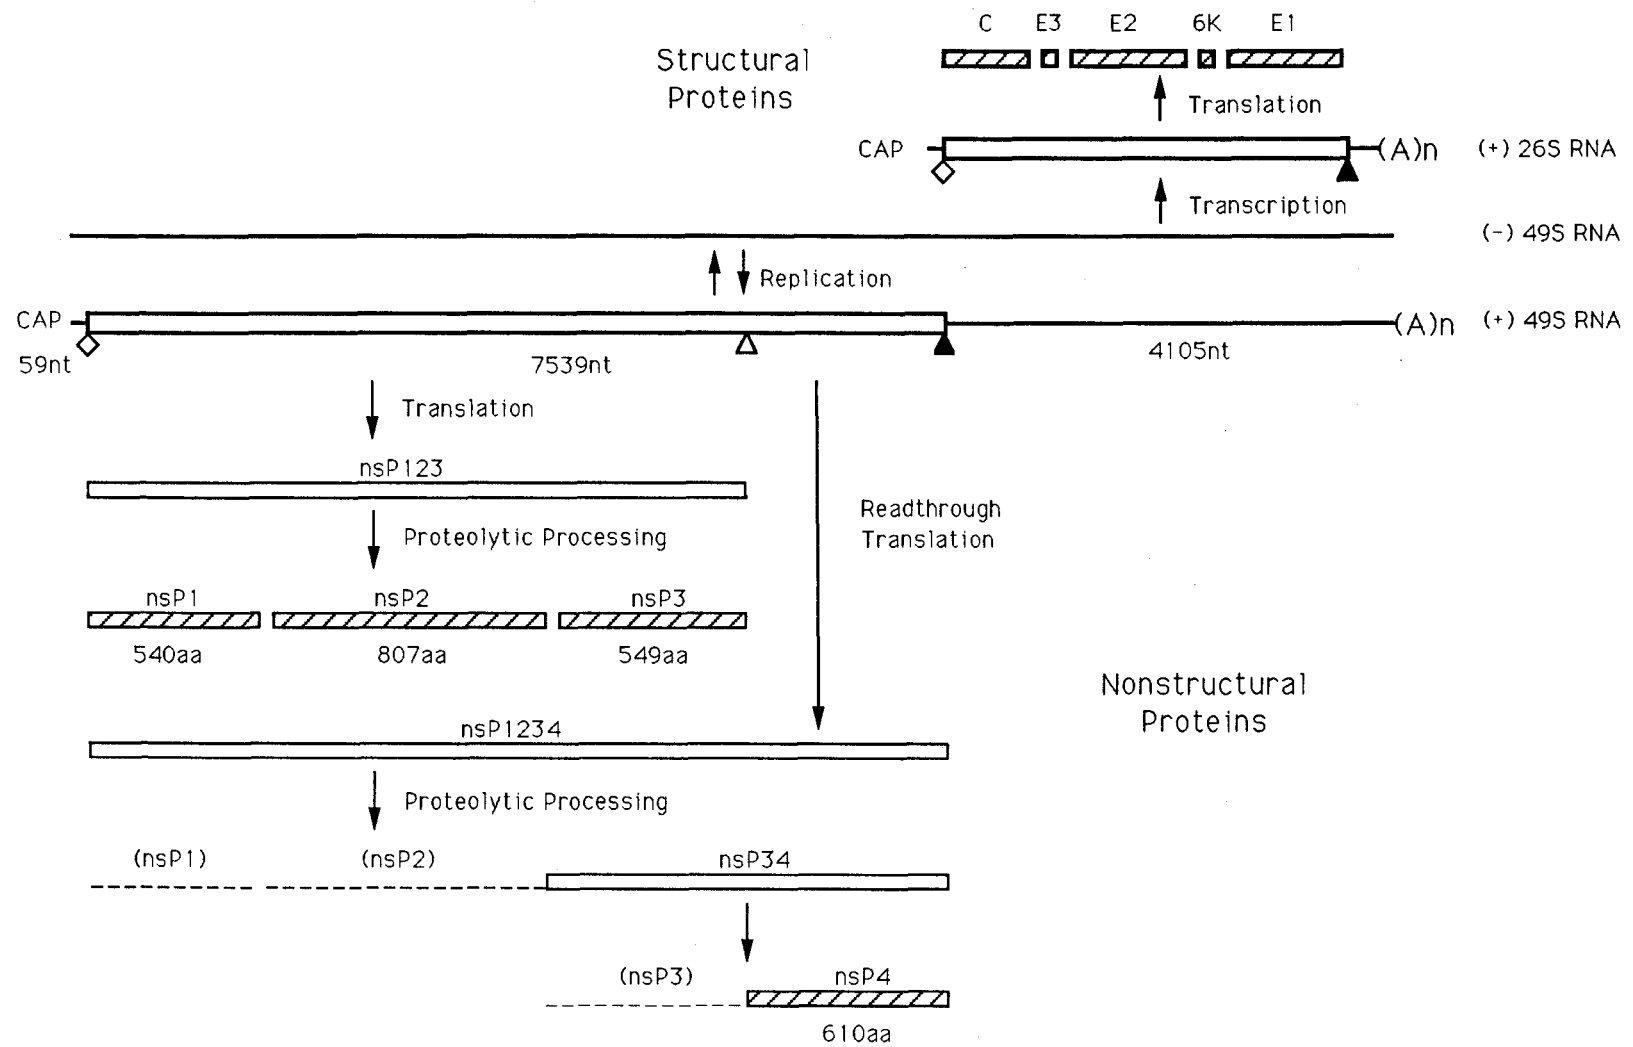 C E3 E2 6K E1
Structural
Proteins
Translation
CAP (A)n (+) 26S RNA
Transcription
(-) 49S RNA
Replication
CAP (A)n (+) 49S RNA
59nt 7539nt 4105nt
Translation
nsP123
Readthrough
Translation
Proteolytic Processing
nsP1 nsP2 nsP3
540aa 807aa 549aa
Nonstructural
Proteins
nsP1234
Proteolytic Processing
(nsP1) (nsP2) nsP34
(nsP3) nsP4
610aa